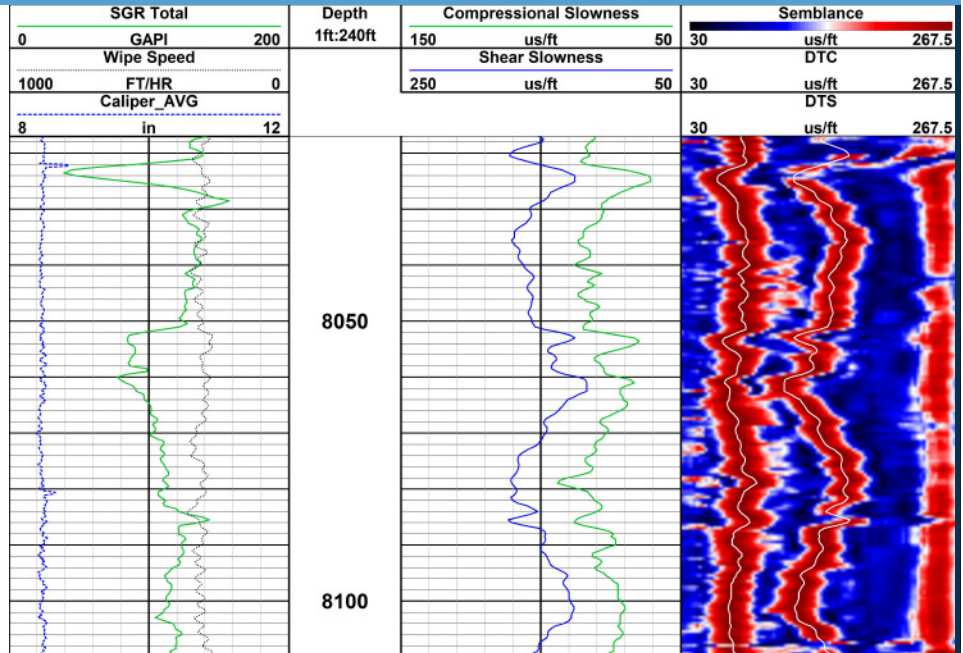 SGR Total
0 GAPI 200
Wipe Speed
1000 FT/HR 0
Caliper_AVG
8 in 12
Depth
1ft:240ft
Compressional Slowness
150 us/ft 50
Shear Slowness
250 us/ft 50
Semblance
30 us/ft 267.5
DTC
30 us/ft 267.5
DTS
30 us/ft 267.5
8050
8100